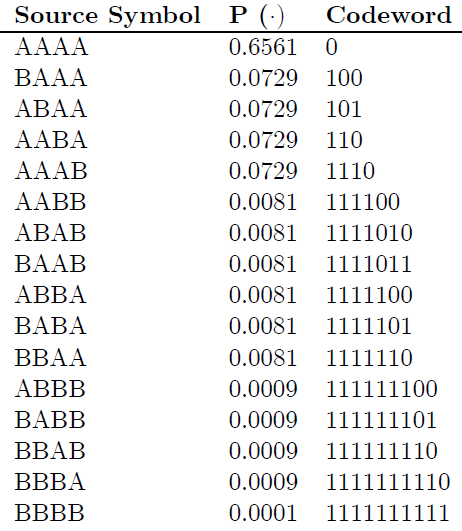 Source Symbol P (·) Codeword
AAAA 0.6561 0
BAAA 0.0729 100
ABAA 0.0729 101
AABA 0.0729 110
AAAB 0.0729 1110
AABB 0.0081 111100
ABAB 0.0081 1111010
BAAB 0.0081 1111011
ABBA 0.0081 1111100
BABA 0.0081 1111101
BBAA 0.0081 1111110
ABBB 0.0009 111111100
BABB 0.0009 111111101
BBAB 0.0009 111111110
BBBA 0.0009 1111111110
BBBB 0.0001 1111111111